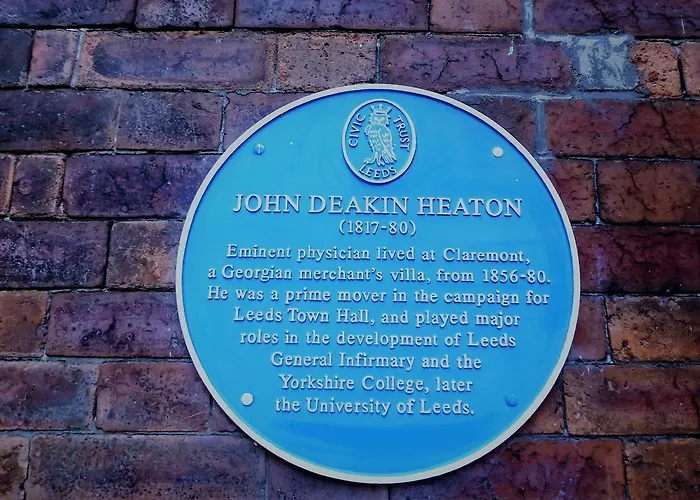 CIVIC TRUST
LEEDS
JOHN DEAKIN HEATON
(1817-80)
Eminent physician lived at Claremont,
a Georgian merchant's villa, from 1856-80.
He was a prime mover in the campaign for
Leeds Town Hall, and played major
roles in the development of Leeds
General Infirmary and the
Yorkshire College, later
the University of Leeds.